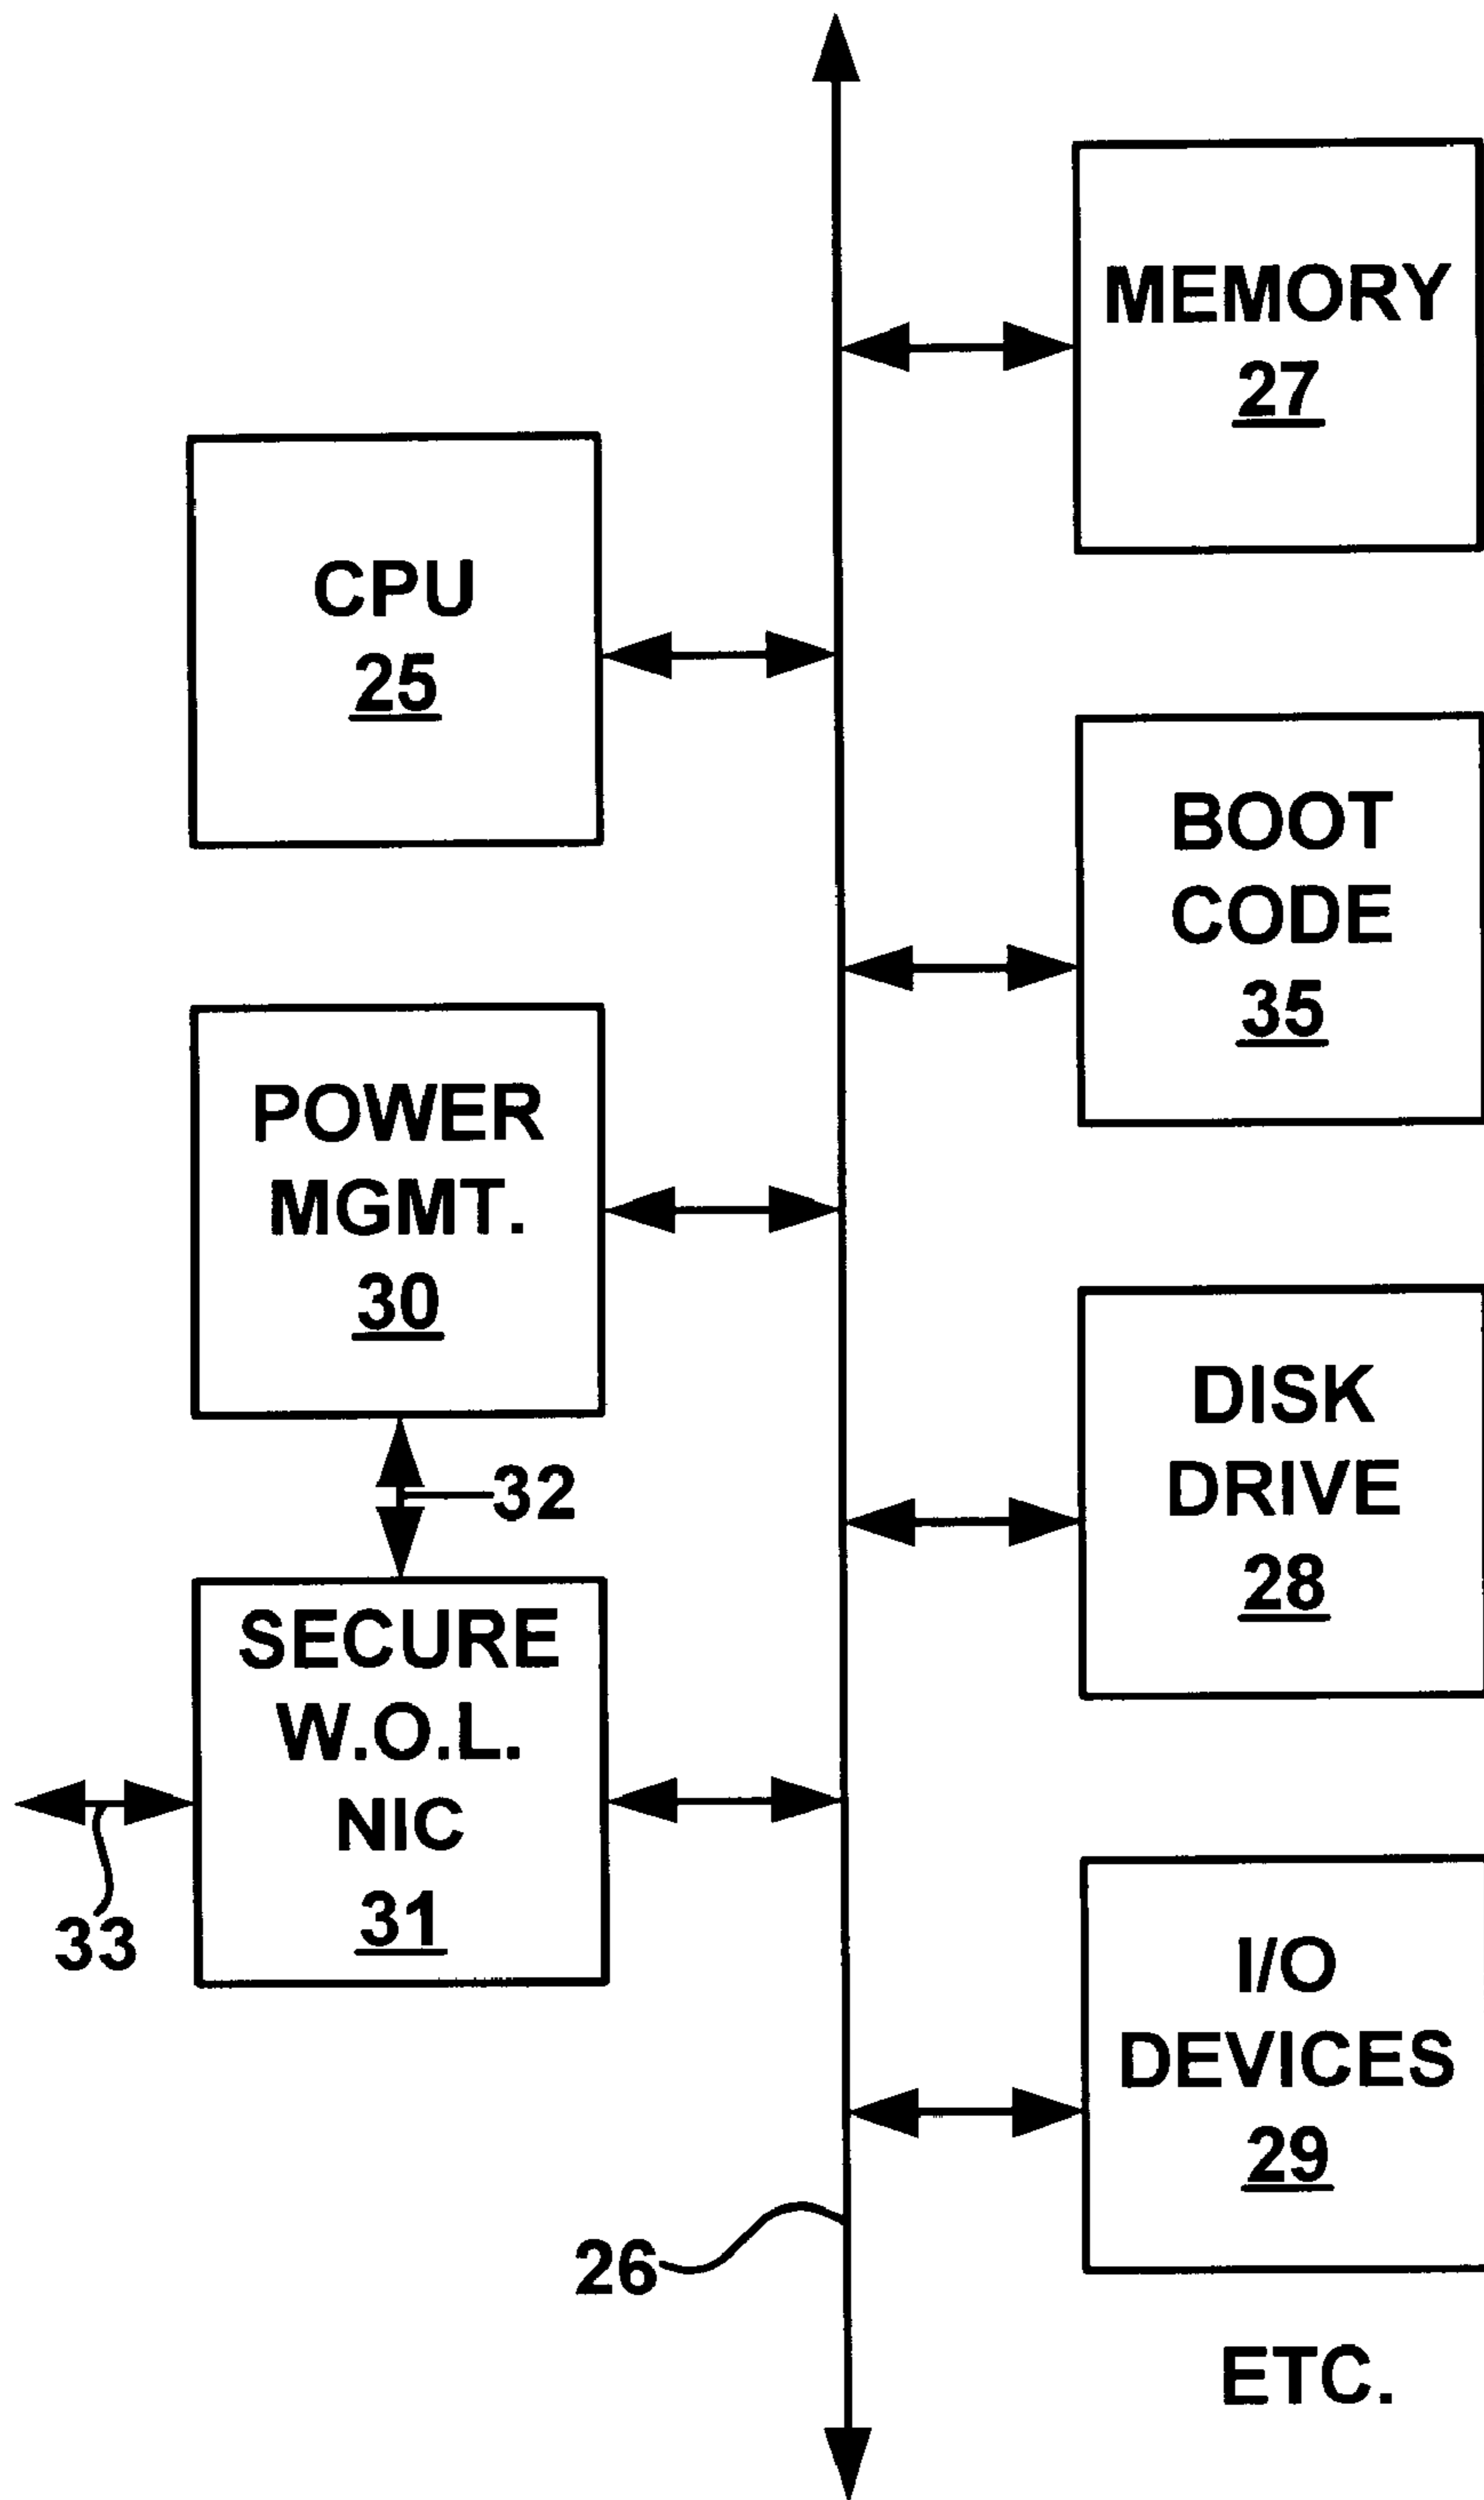 MEMORY
27
CPU
25
BOOT
CODE
35
POWER
MGMT.
30
DISK
DRIVE
28
32
SECURE
W.O.L.
NIC
31
33
I/O
DEVICES
29
26
ETC.